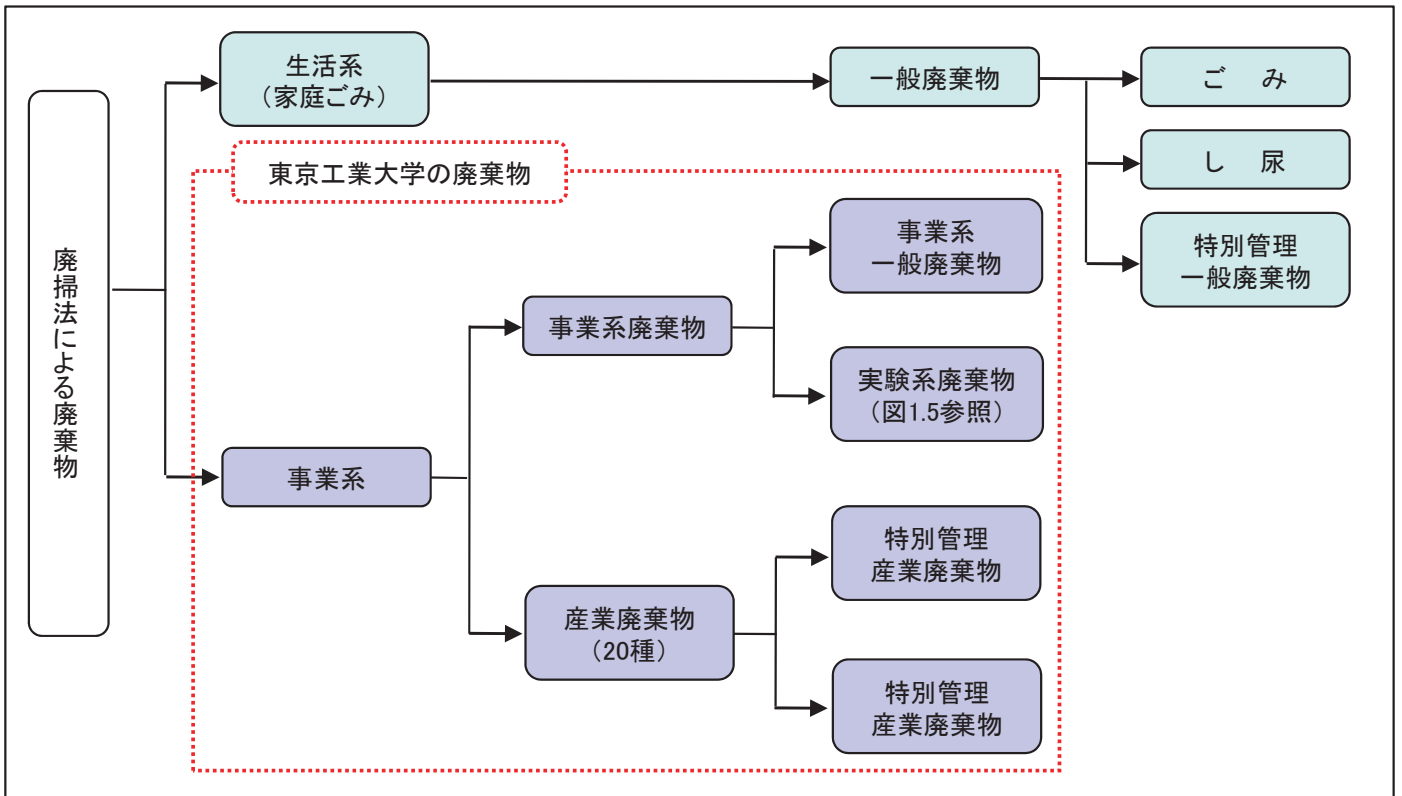 廃掃法による廃棄物
生活系
（家庭ごみ）
一般廃棄物
ご　み
し　尿
特別管理
一般廃棄物
東京工業大学の廃棄物
事業系
事業系廃棄物
事業系
一般廃棄物
実験系廃棄物
（図1.5参照）
産業廃棄物
（20種）
特別管理
産業廃棄物
特別管理
産業廃棄物